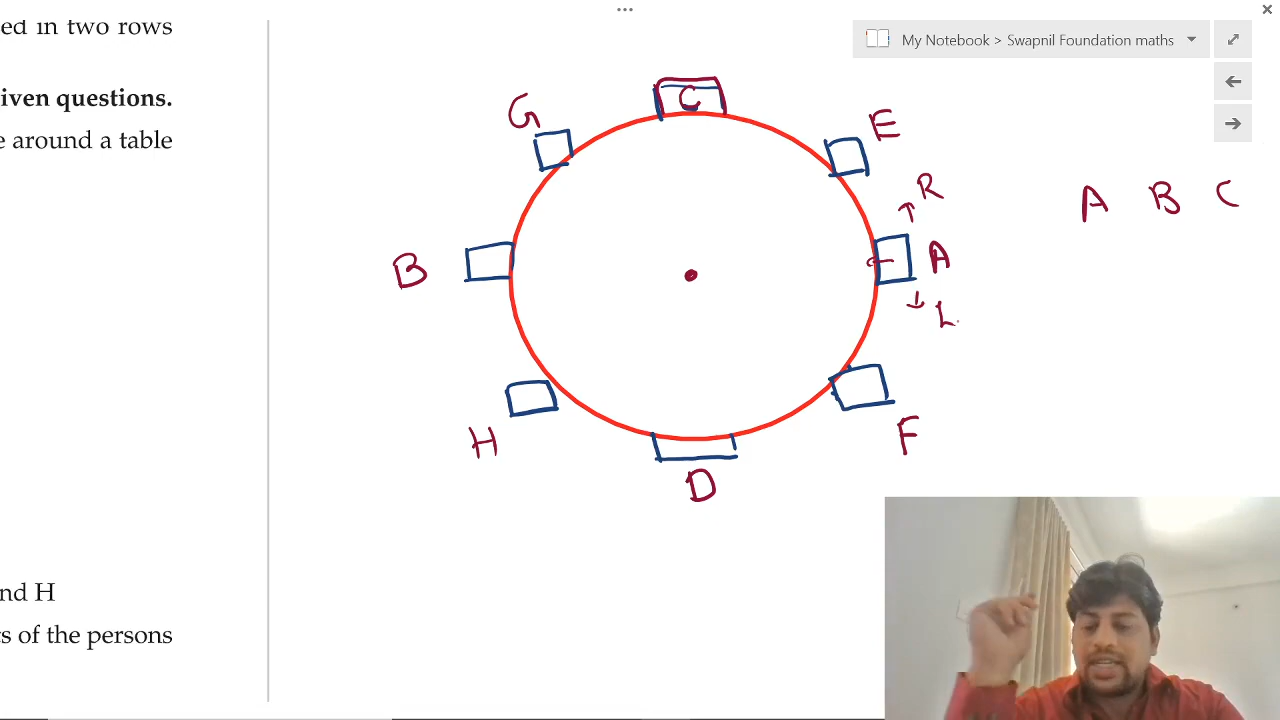 ed in two rows
iven questions.
e around a table
nd H
s of the persons
My Notebook > Swapnil Foundation maths
C
G
E
R
A B C
B
A
L
H
F
D